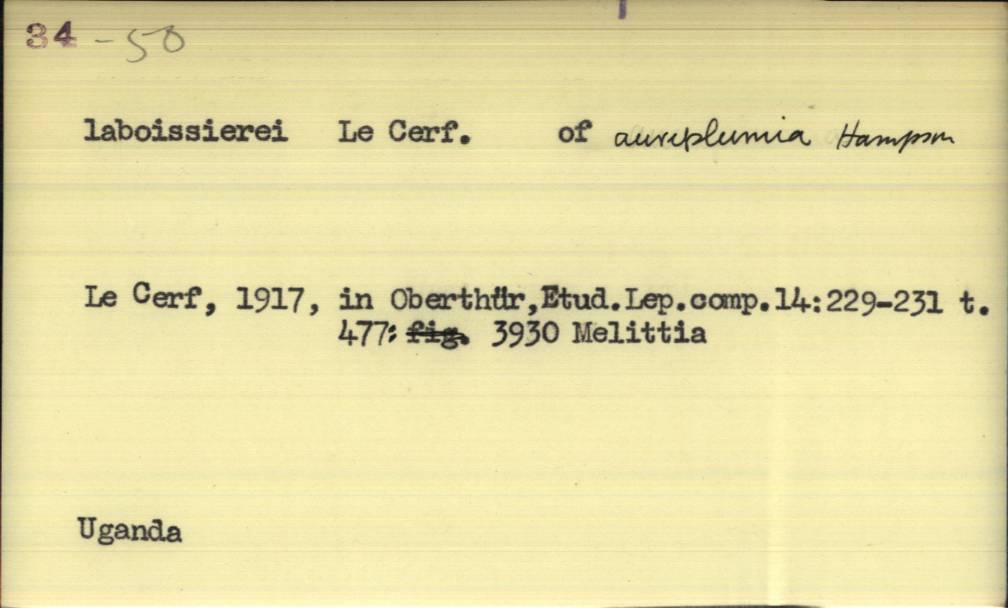 34 - 50
laboissierei Le Cerf. of aureplumia Hampson
Le Cerf, 1917, in Oberthür,Etud.Lep.comp.14:229-231 t.
477: fig. 3930 Melittia
Uganda